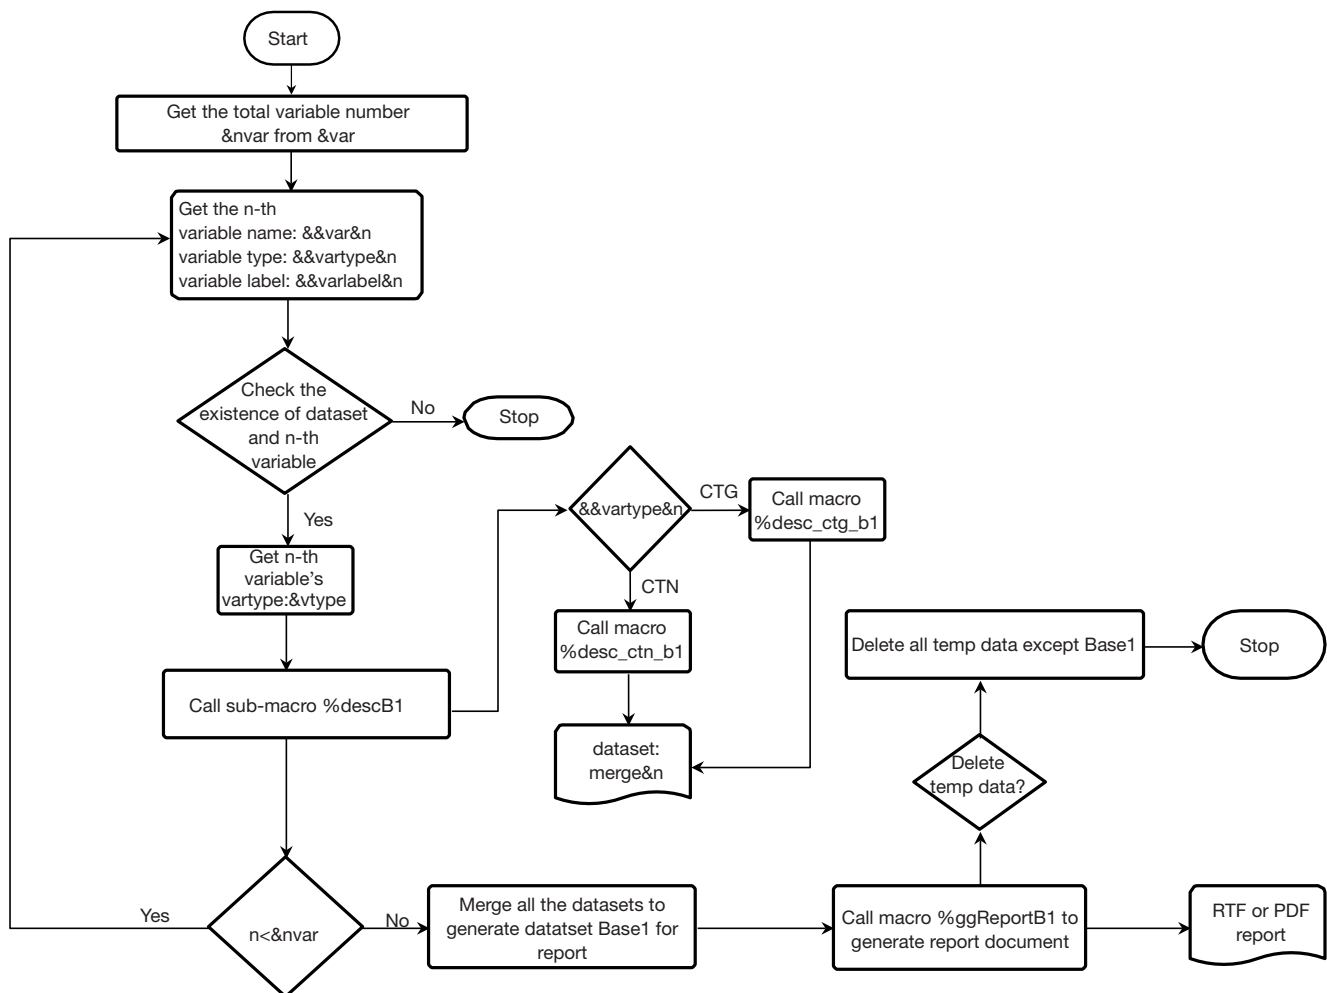 Start
Get the total variable number
&nvar from &var
Get the n-th
variable name: &&var&n
variable type: &&vartype&n
variable label: &&varlabel&n
Check the
existence of dataset
and n-th
variable
No
Stop
Yes
Get n-th
variable's
vartype:&vtype
Call sub-macro %descB1
&&vartype&n
CTG
Call macro
%desc_ctg_b1
CTN
Call macro
%desc_ctn_b1
dataset:
merge&n
Delete all temp data except Base1
Stop
Delete
temp data?
Yes
n<&nvar
No
Merge all the datasets to
generate datatset Base1 for
report
Call macro %ggReportB1 to
generate report document
RTF or PDF
report